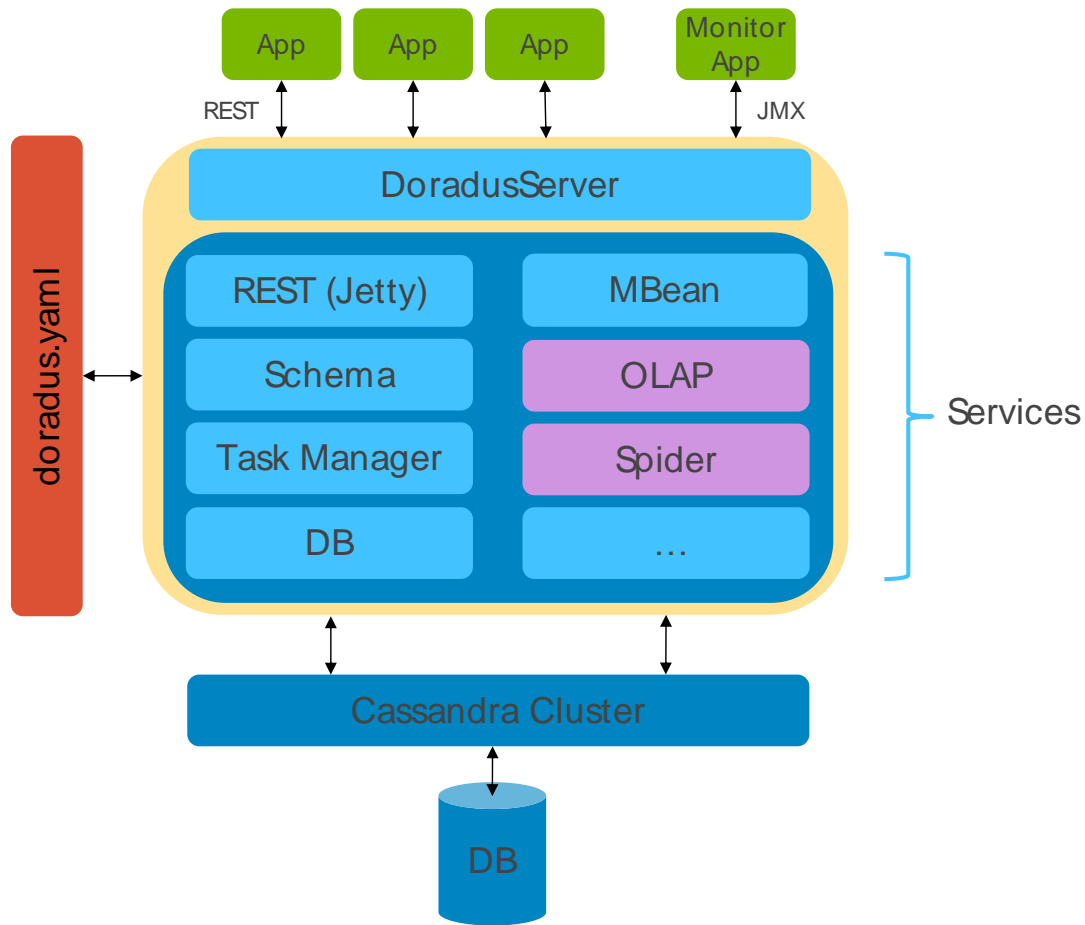 App
App
App
Monitor
App
REST
JMX
DoradusServer
doradus.yaml
REST (Jetty)
MBean
Schema
OLAP
Task Manager
Spider
DB
...
Services
Cassandra Cluster
DB